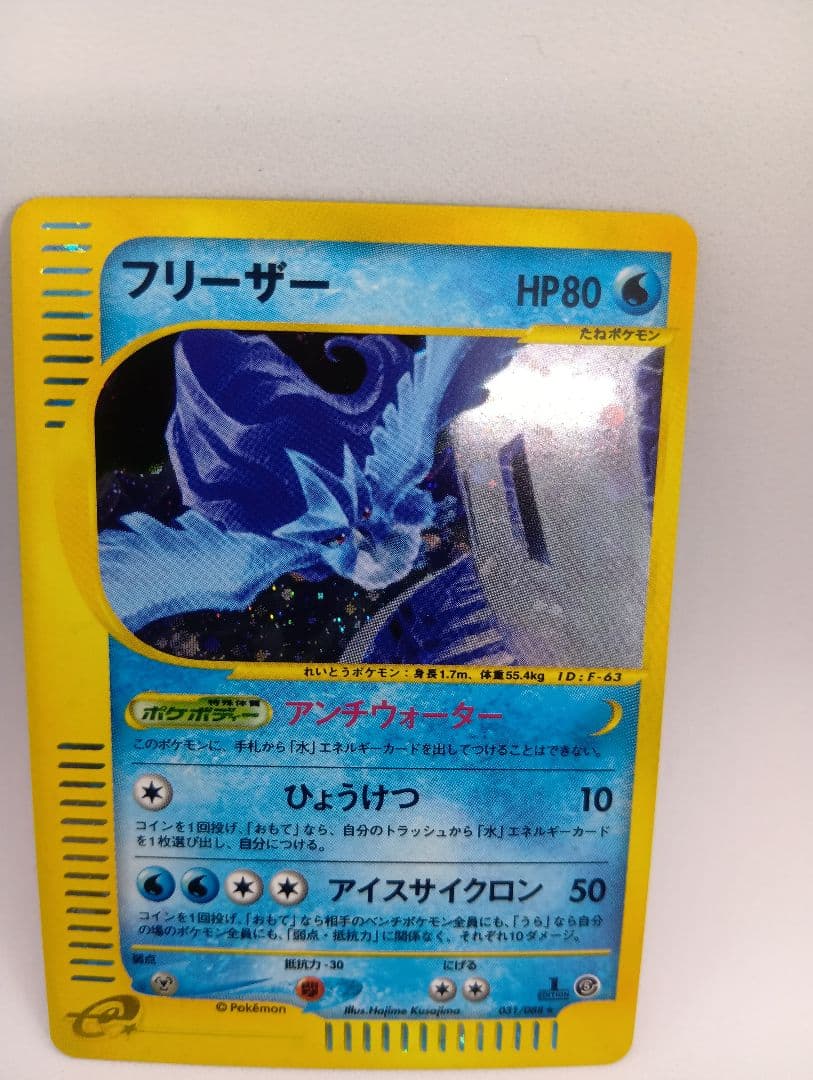 フリーザー HP80
たねポケモン
れいとうポケモン：身長1.7m、体重55.4kg ID:F-63
特殊体質
ポケボディー アンチウォーター
このポケモンに、手札から「水」エネルギーカードを出してつけることはできない。
ひょうけつ 10
コインを1回投げ、「おもて」なら、自分のトラッシュから「水」エネルギーカード
を1枚選び出し、自分につける。
アイスサイクロン 50
コインを1回投げ、「おもて」なら相手のベンチポケモン全員にも、「うら」なら自分
の場のポケモン全員にも、「弱点・抵抗力」に関係なく、それぞれ10ダメージ。
弱点 抵抗力-30 にげる
1 EDITION
e
© Pokémon Illus.Hajime Kusajima 031/088 ★